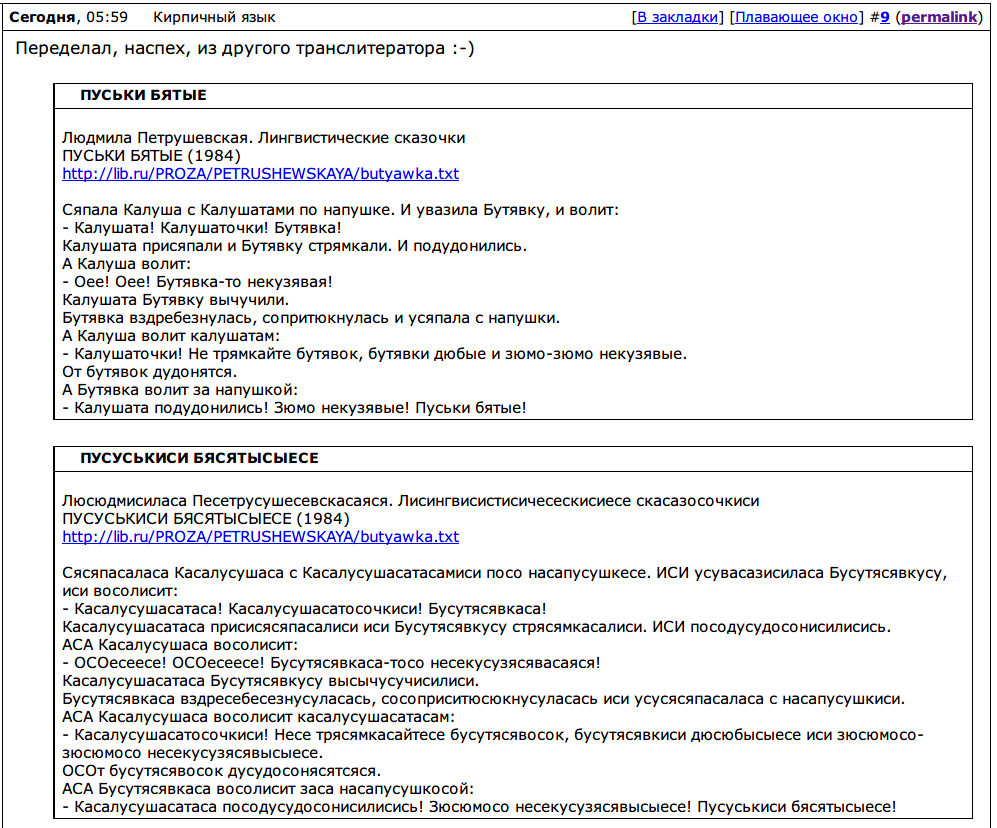 Сегодня, 05:59 Кирпичный язык [В закладки] [Плавающее окно] #9 (permalink)
Переделал, наспех, из другого транслитератора :-)
ПУСЬКИ БЯТЫЕ
Людмила Петрушевская. Лингвистические сказочки
ПУСЬКИ БЯТЫЕ (1984)
http://lib.ru/PROZA/PETRUSHEWSKAYA/butyawka.txt
Сяпала Калуша с Калушатами по напушке. И увазила Бутявку, и волит:
- Калушата! Калушаточки! Бутявка!
Калушата присяпали и Бутявку стрямкали. И подудонились.
А Калуша волит:
- Оее! Оее! Бутявка-то некузявая!
Калушата Бутявку вычучили.
Бутявка вздребезнулась, сопритюкнулась и усяпала с напушки.
А Калуша волит калушатам:
- Калушаточки! Не трямкайте бутявок, бутявки дюбые и зюмо-зюмо некузявые.
От бутявок дудонятся.
А Бутявка волит за напушкой:
- Калушата подудонились! Зюмо некузявые! Пуськи бятые!
ПУСУСЬКИСИ БЯСЯТЫСЫЕСЕ
Люсюдмисиласа Песетрусушесевскасаяся. Лисингвисистисичесескисиесе скасазосочкиси
ПУСУСЬКИСИ БЯСЯТЫСЫЕСЕ (1984)
http://lib.ru/PROZA/PETRUSHEWSKAYA/butyawka.txt
Сясяпасаласа Касалусушаса с Касалусушасатасамиси посо насапусушкесе. ИСИ усувасазисиласа Бусутясявкусу,
иси восолисит:
- Касалусушасатаса! Касалусушасатосочкиси! Бусутясявкаса!
Касалусушасатаса присисясяпасалиси иси Бусутясявкусу стрясямкасалиси. ИСИ посодусудосонисилисись.
АСА Касалусушаса восолисит:
- ОСОесеесе! ОСОесеесе! Бусутясявкаса-тосо несекусузясявасаяся!
Касалусушасатаса Бусутясявкусу высычусучисилиси.
Бусутясявкаса вздресебесезнусуласась, сосоприситюсюкнусуласась иси усусясяпасаласа с насапусушкиси.
АСА Касалусушаса восолисит касалусушасатасам:
- Касалусушасатосочкиси! Несе трясямкасайтесе бусутясявосок, бусутясявкиси дюсюбысыесе иси зюсюмосо-
зюсюмосо несекусузясявысыесе.
ОСОт бусутясявосок дусудосонясятсяся.
АСА Бусутясявкаса восолисит заса насапусушкосой:
- Касалусушасатаса посодусудосонисилисись! Зюсюмосо несекусузясявысыесе! Пусуськиси бясятысыесе!